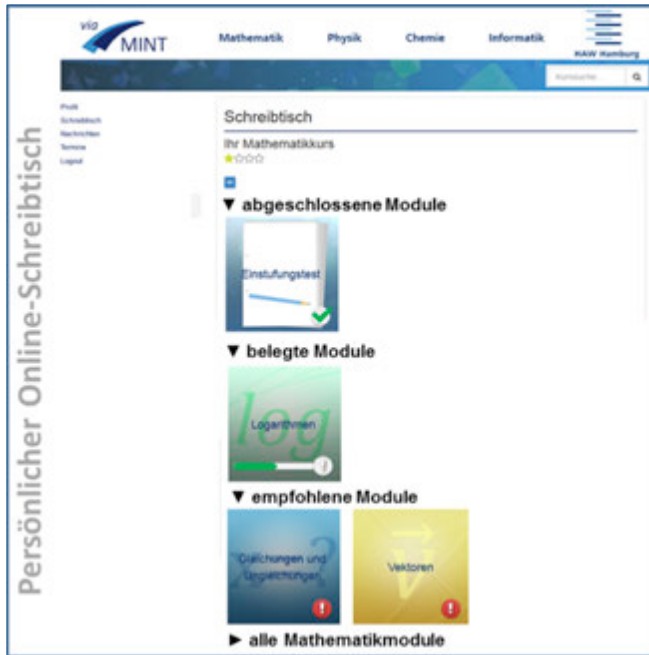 via
MINT
Mathematik Physik Chemie Informatik
HAW Hamburg
Kurssuche...
Profil
Schreibtisch
Nachrichten
Termine
Logout
Persönlicher Online-Schreibtisch
Schreibtisch
Ihr Mathematikkurs
▼ abgeschlossene Module
Einstufungstest
▼ belegte Module
log
Logarithmen
▼ empfohlene Module
Gleichungen und
Ungleichungen
Vektoren
► alle Mathematikmodule